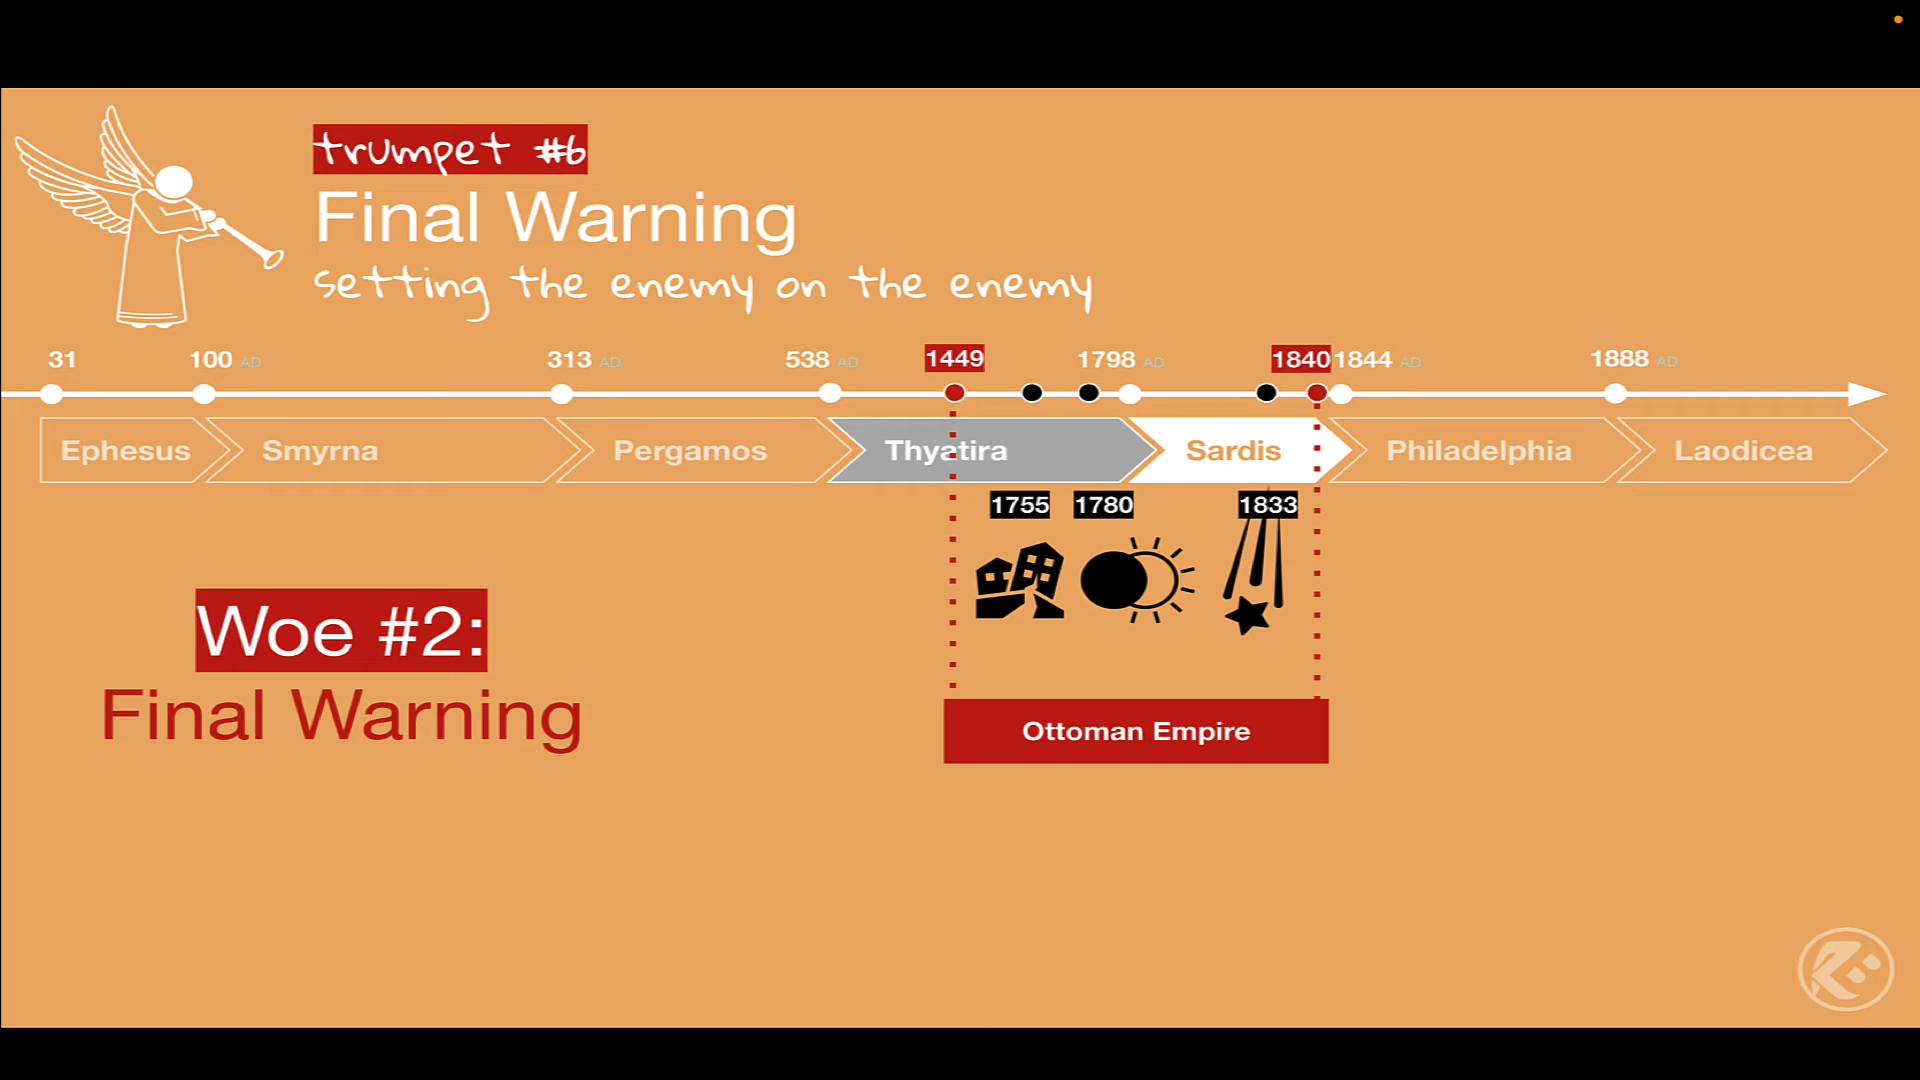 trumpet #6
Final Warning
setting the enemy on the enemy
31 100 AD 313 AD 538 AD 1449 1798 AD 1840 1844 AD 1888 AD
Ephesus Smyrna Pergamos Thyatira Sardis Philadelphia Laodicea
1755 1780 1833
Woe #2:
Final Warning
Ottoman Empire